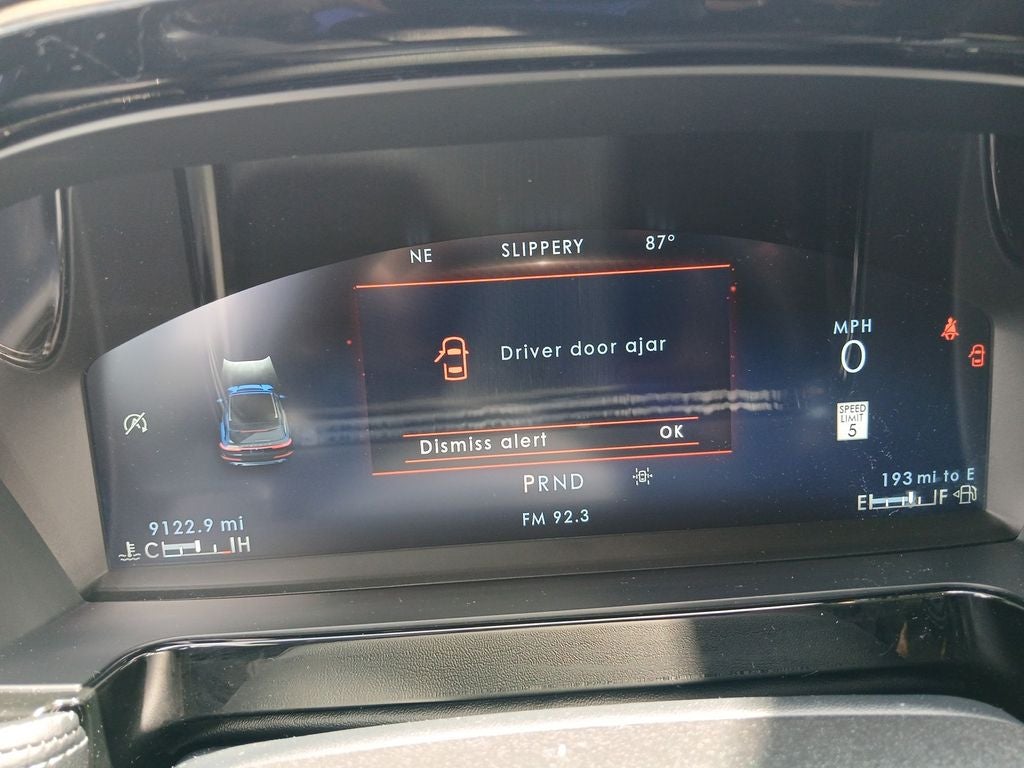 NE SLIPPERY 87°
Driver door ajar
MPH
0
SPEED
LIMIT
5
Dismiss alert OK
PRND
193 mi to E
E F
9122.9 mi
FM 92.3
C H